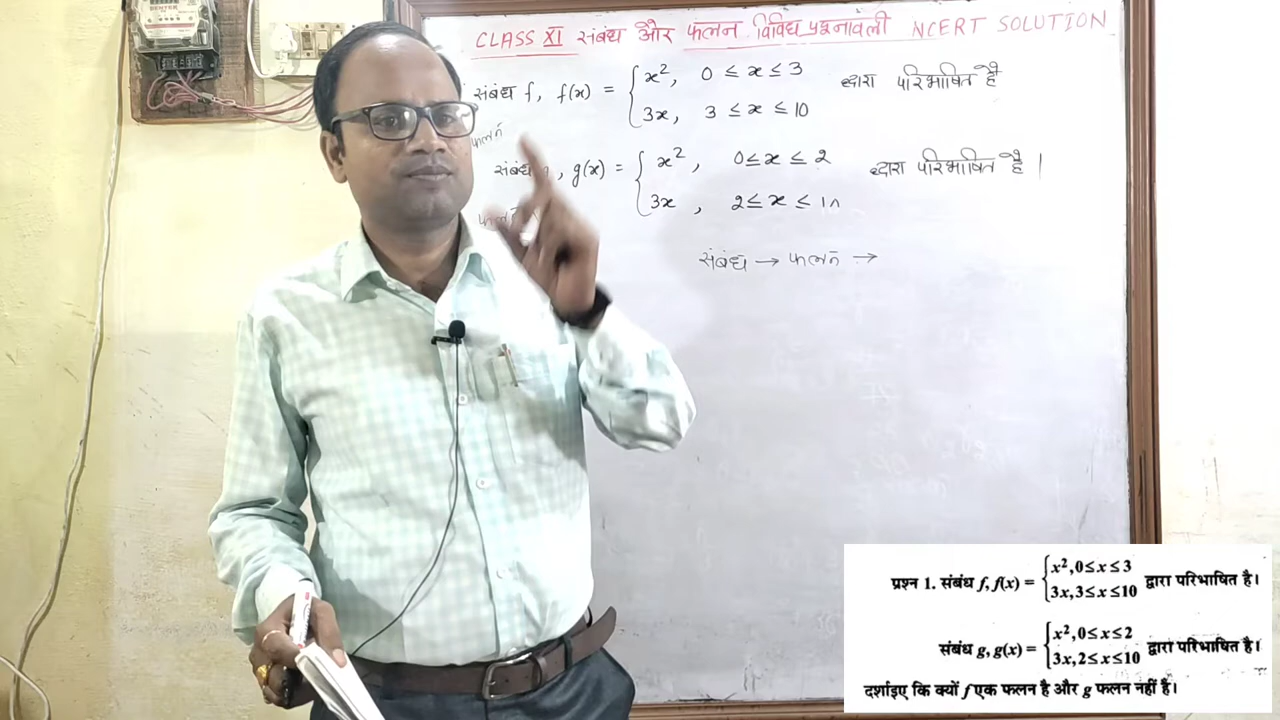 CLASS XI संबंध और फलन विविध प्रश्नावली NCERT SOLUTION
संबंध f, f(x) = { x², 0 ≤ x ≤ 3 द्वारा परिभाषित है
3x, 3 ≤ x ≤ 10
फलन
संबंध , g(x) = { x² , 0 ≤ x ≤ 2 द्वारा परिभाषित है |
3x , 2 ≤ x ≤ 10
संबंध → फलन →
प्रश्न 1. संबंध f, f(x) = { x², 0≤x≤3 द्वारा परिभाषित है।
3x, 3≤x≤10
संबंध g, g(x) = { x², 0≤x≤2 द्वारा परिभाषित है।
3x, 2≤x≤10
दर्शाइए कि क्यों f एक फलन है और g फलन नहीं है।